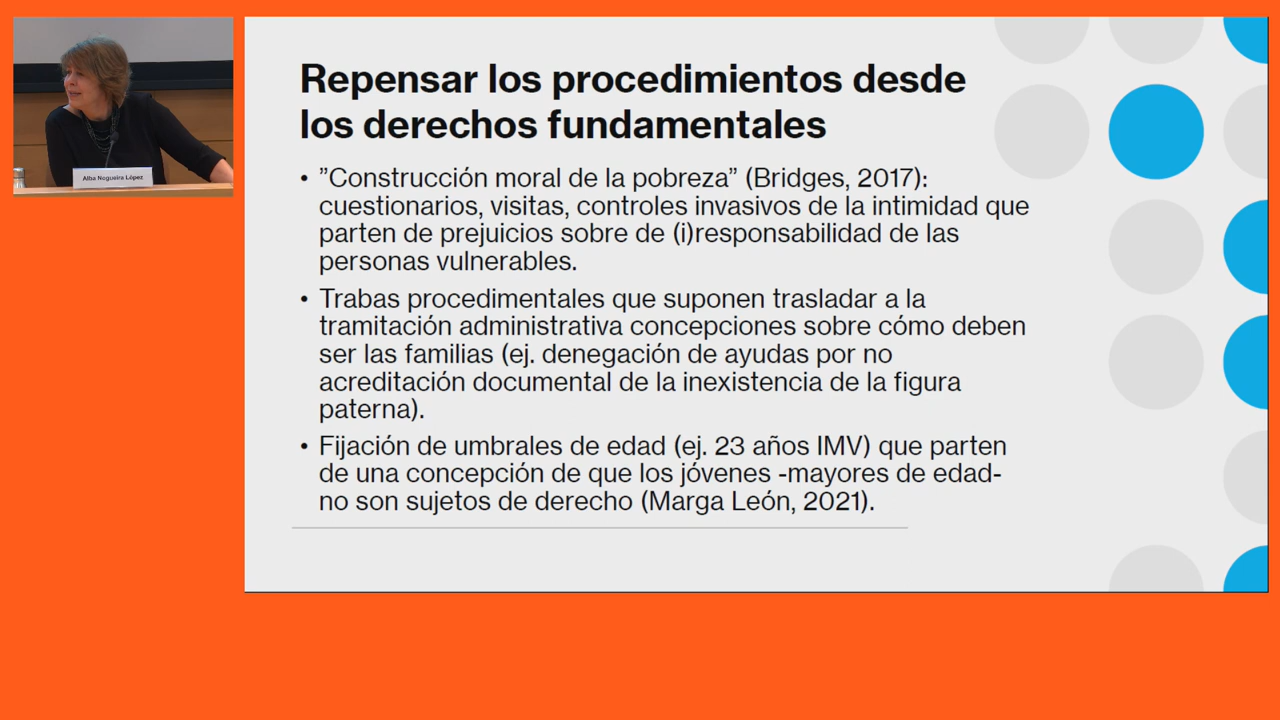 Alba Nogueira López
Repensar los procedimientos desde
los derechos fundamentales
• ”Construcción moral de la pobreza” (Bridges, 2017):
cuestionarios, visitas, controles invasivos de la intimidad que
parten de prejuicios sobre de (i)responsabilidad de las
personas vulnerables.
• Trabas procedimentales que suponen trasladar a la
tramitación administrativa concepciones sobre cómo deben
ser las familias (ej. denegación de ayudas por no
acreditación documental de la inexistencia de la figura
paterna).
• Fijación de umbrales de edad (ej. 23 años IMV) que parten
de una concepción de que los jóvenes -mayores de edad-
no son sujetos de derecho (Marga León, 2021).